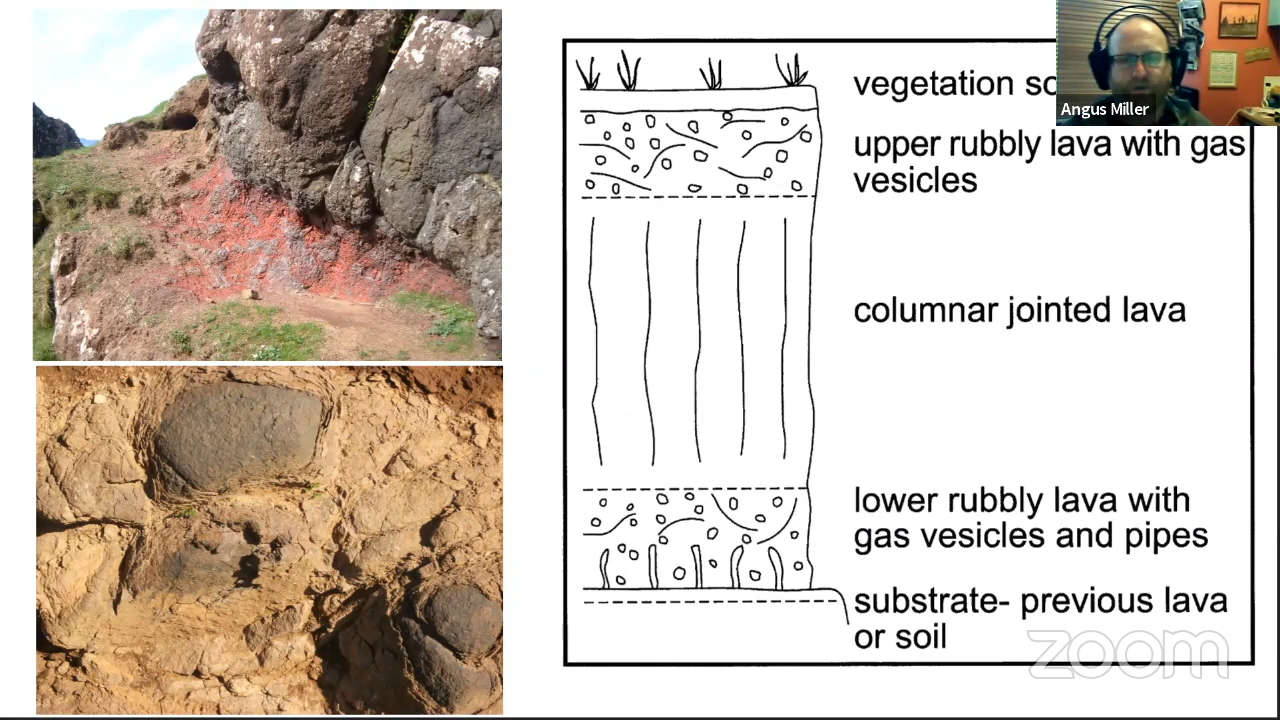 Angus Miller
vegetation so
upper rubbly lava with gas
vesicles
columnar jointed lava
lower rubbly lava with
gas vesicles and pipes
substrate- previous lava
or soil
zoom